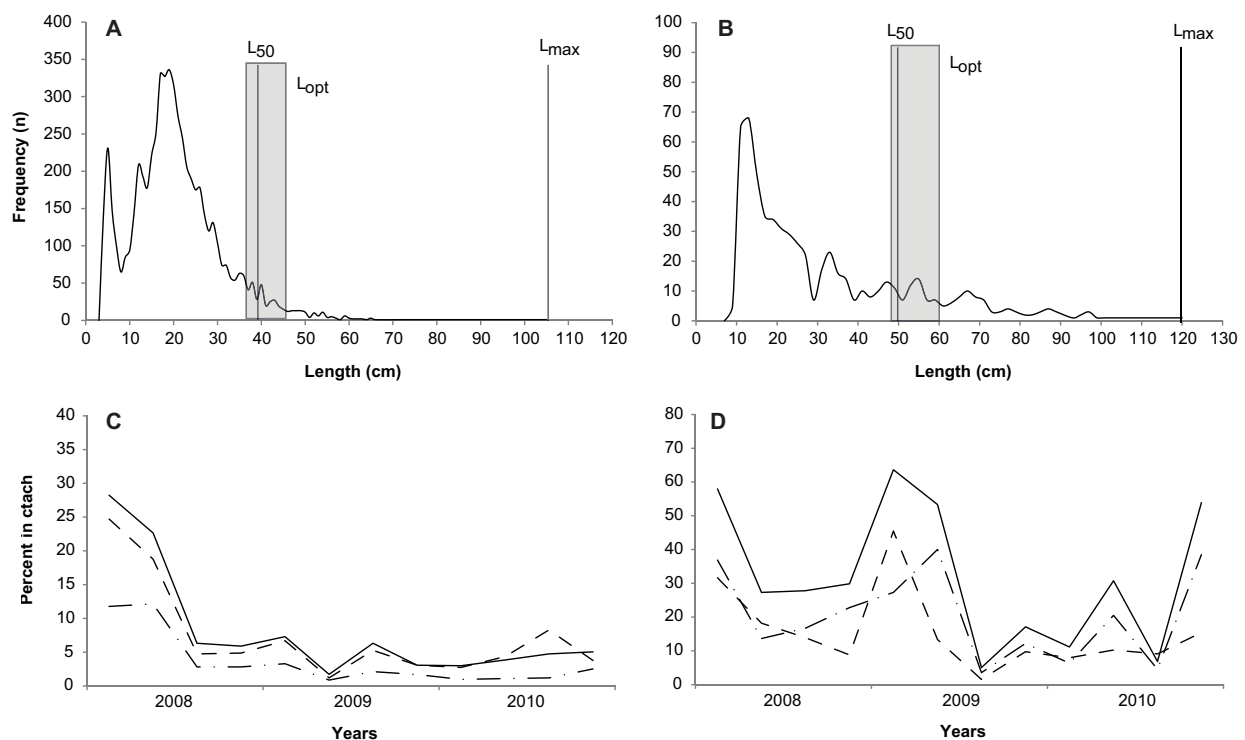 A
B
400
350
300
250
200
150
100
50
0
Frequency (n)
L50
Lopt
Lmax
0 10 20 30 40 50 60 70 80 90 100 110 120
Length (cm)
100
90
80
70
60
50
40
30
20
10
0
L50
Lopt
Lmax
0 10 20 30 40 50 60 70 80 90 100 110 120 130
Length (cm)
C
40
35
30
25
20
15
10
5
0
Percent in ctach
2008 2009 2010
Years
D
80
70
60
50
40
30
20
10
0
2008 2009 2010
Years